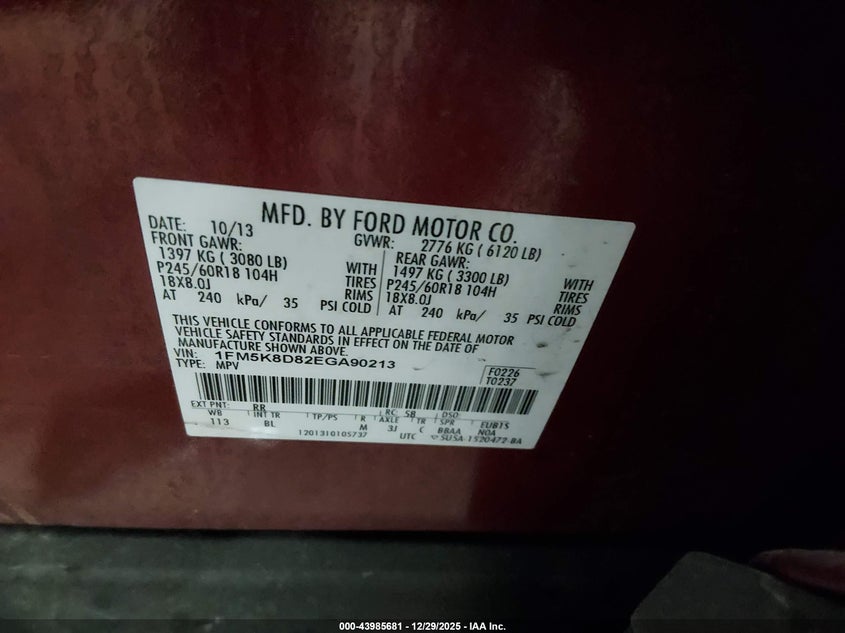 MFD. BY FORD MOTOR CO.
DATE: 10/13 GVWR: 2776 KG ( 6120 LB)
FRONT GAWR: REAR GAWR:
1397 KG ( 3080 LB) WITH 1497 KG ( 3300 LB) WITH
P245/60R18 104H TIRES P245/60R18 104H TIRES
18X8.0J RIMS 18X8.0J RIMS
AT 240 kPa/ 35 PSI COLD AT 240 kPa/ 35 PSI COLD
THIS VEHICLE CONFORMS TO ALL APPLICABLE FEDERAL MOTOR
VEHICLE SAFETY STANDARDS IN EFFECT ON THE DATE OF
MANUFACTURE SHOWN ABOVE.
VIN: 1FM5K8D82EGA90213
TYPE: MPV
F0226
T0237
EXT PNT: RR RC: 58 DSO:
WB INT TR TP/PS R AXLE TR SPR EUB1S
113 BL M 3J C BBAA NOA
1201310105737 UTC SU5A-1520472-BA
000-43985681 - 12/29/2025 - IAA Inc.